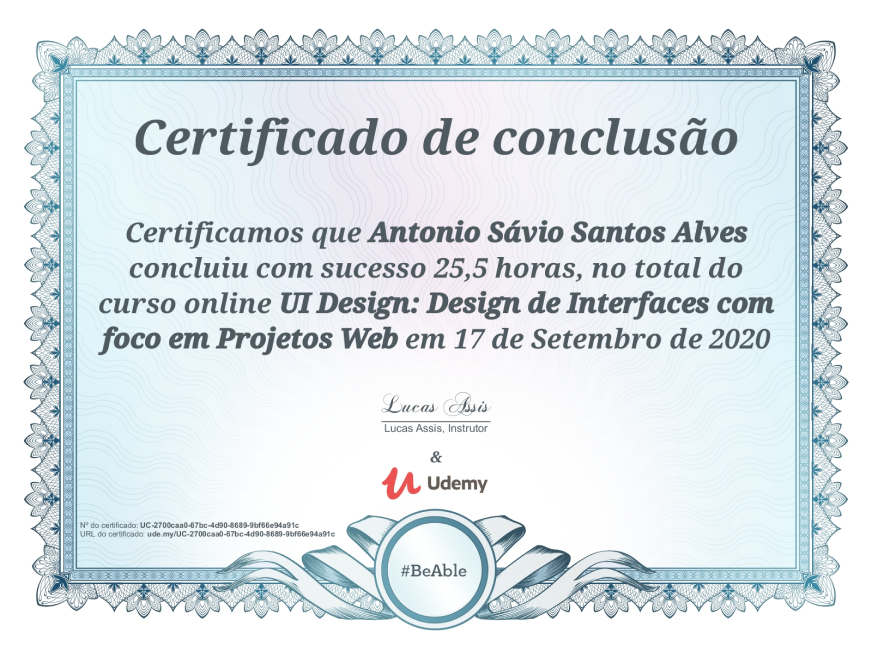 Certificado de conclusão
Certificamos que Antonio Sávio Santos Alves
concluiu com sucesso 25,5 horas, no total do
curso online UI Design: Design de Interfaces com
foco em Projetos Web em 17 de Setembro de 2020
Lucas Assis
Lucas Assis, Instrutor
&
Udemy
Nº do certificado: UC-2700caa0-67bc-4d90-8689-9bf66e94a91c
URL do certificado: ude.my/UC-2700caa0-67bc-4d90-8689-9bf66e94a91c
#BeAble